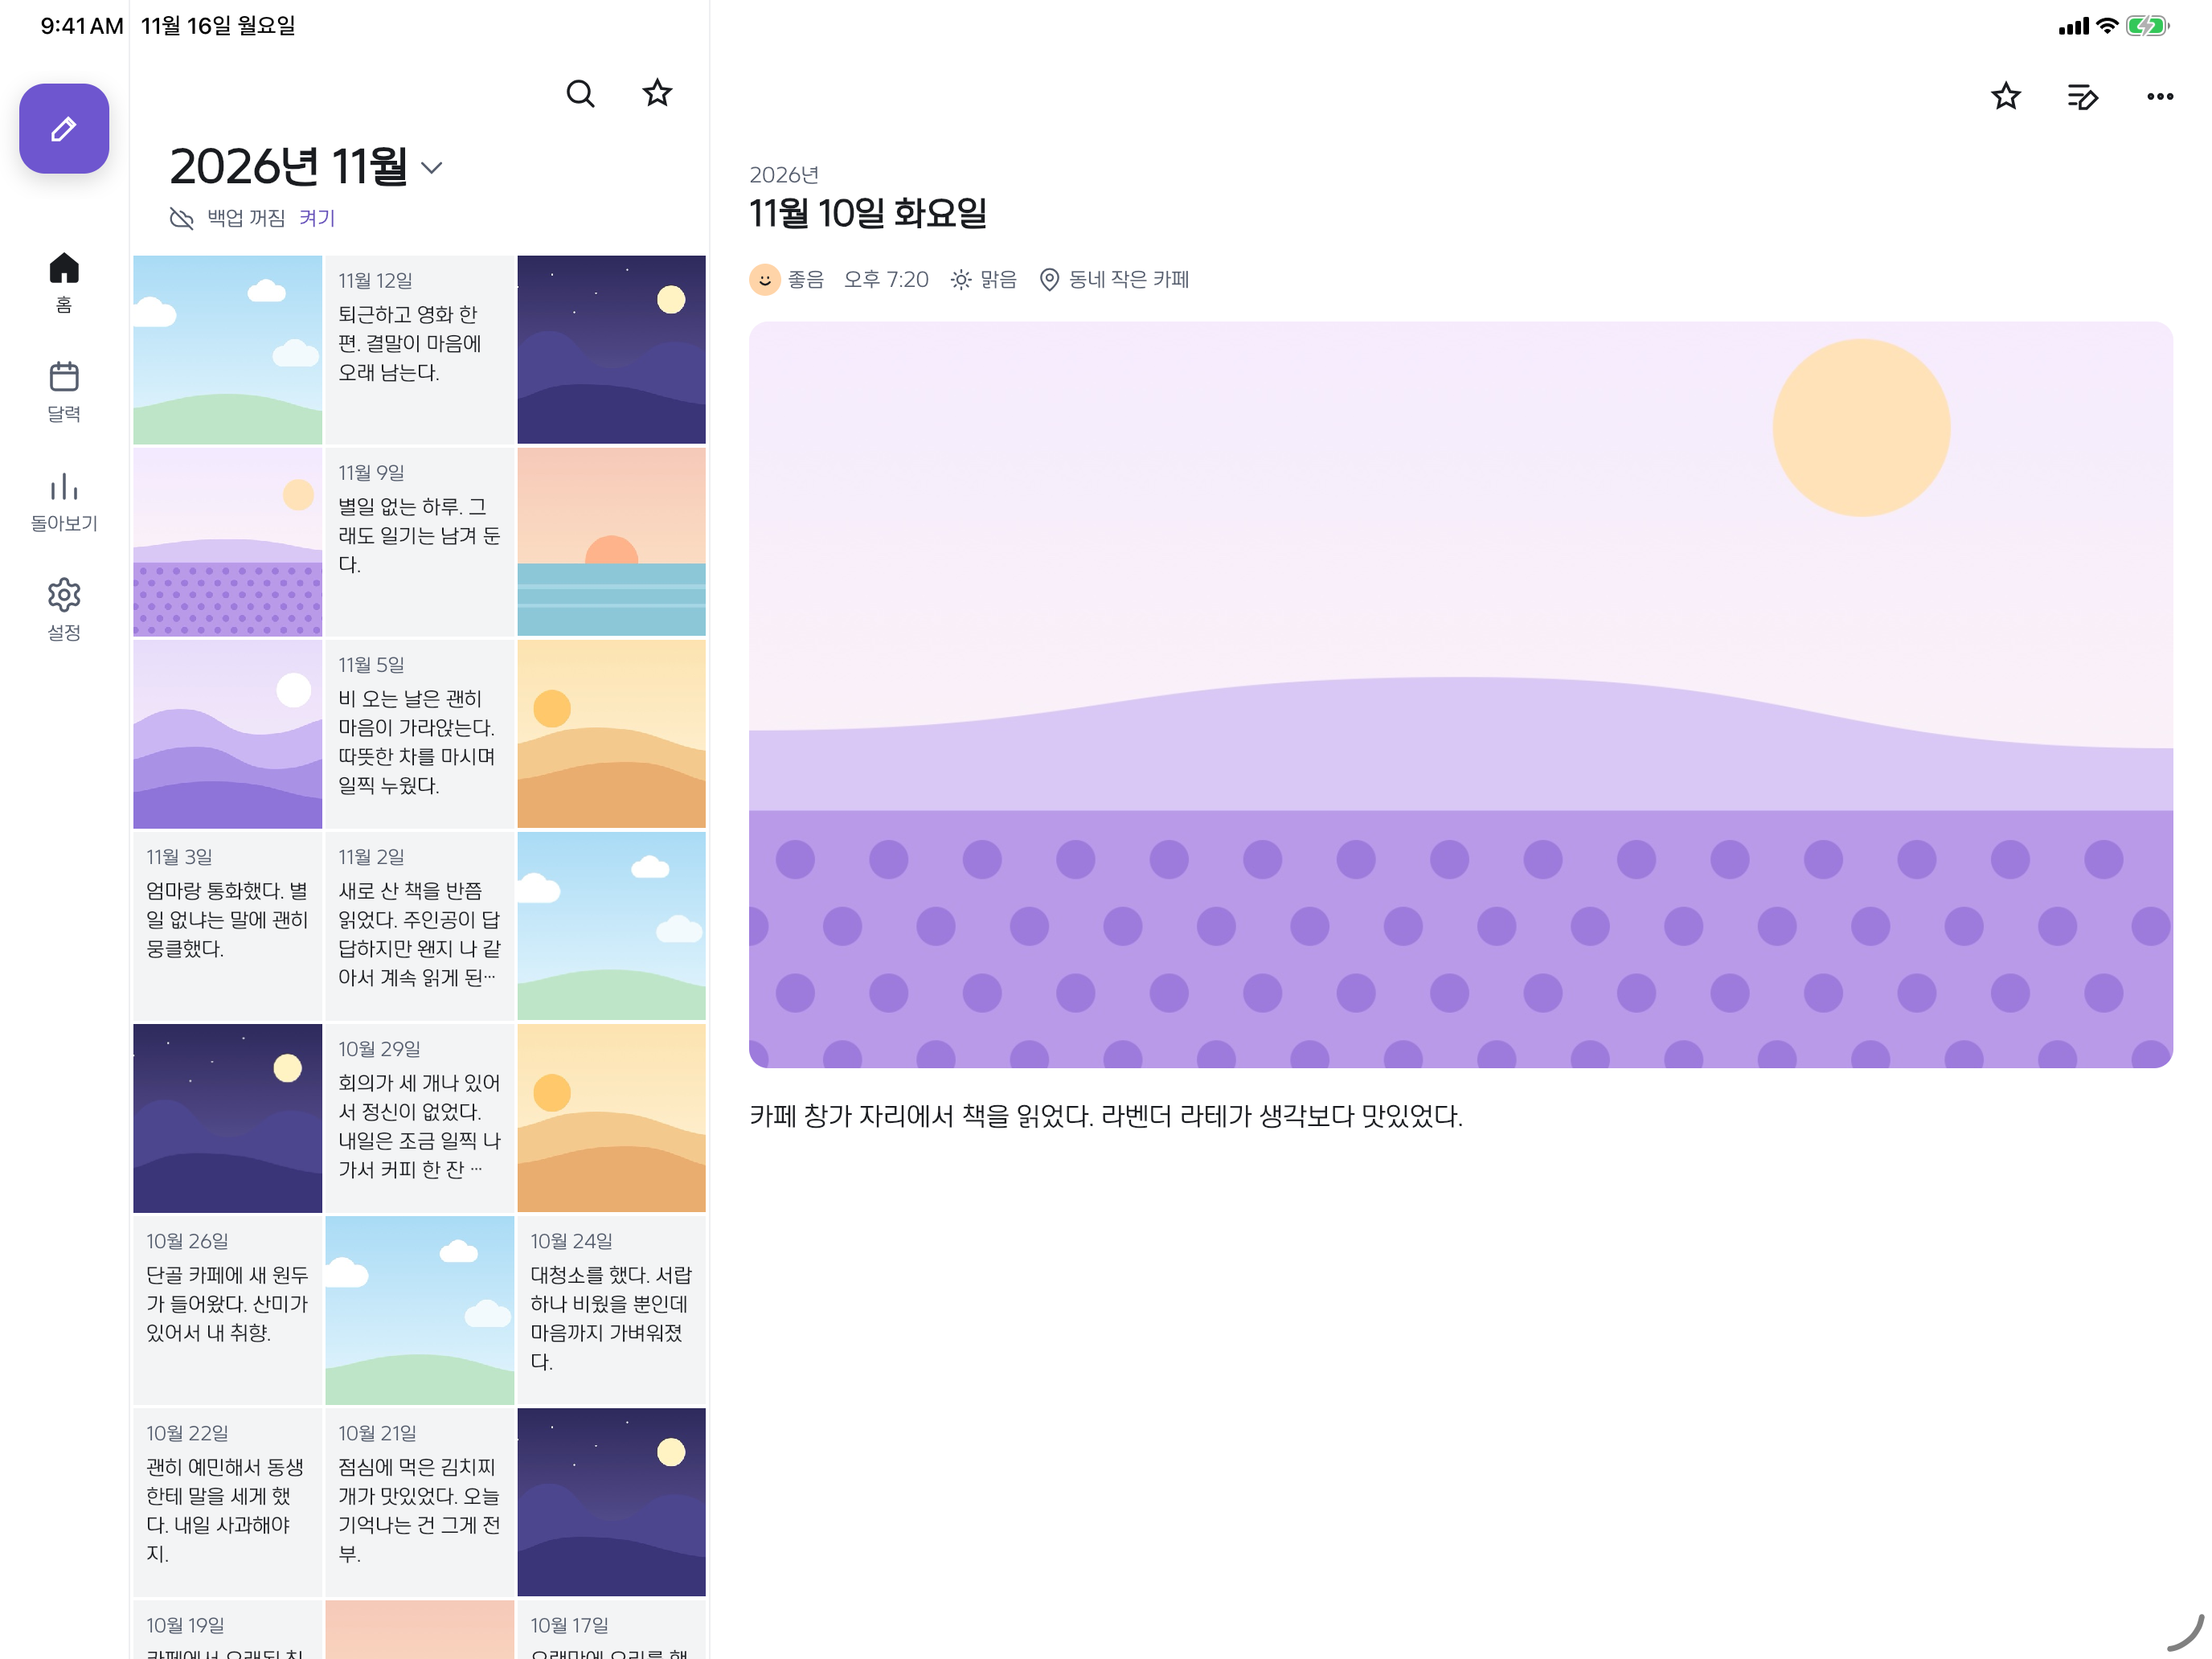 9:41 AM 11월 16일 월요일
홈
달력
돌아보기
설정
2026년 11월
백업 꺼짐 켜기
11월 12일
퇴근하고 영화 한
편. 결말이 마음에
오래 남는다.
11월 9일
별일 없는 하루. 그
래도 일기는 남겨 둔
다.
11월 5일
비 오는 날은 괜히
마음이 가라앉는다.
따뜻한 차를 마시며
일찍 누웠다.
11월 3일
엄마랑 통화했다. 별
일 없냐는 말에 괜히
뭉클했다.
11월 2일
새로 산 책을 반쯤
읽었다. 주인공이 답
답하지만 왠지 나 같
아서 계속 읽게 된…
10월 29일
회의가 세 개나 있어
서 정신이 없었다.
내일은 조금 일찍 나
가서 커피 한 잔 …
10월 26일
단골 카페에 새 원두
가 들어왔다. 산미가
있어서 내 취향.
10월 24일
대청소를 했다. 서랍
하나 비웠을 뿐인데
마음까지 가벼워졌
다.
10월 22일
괜히 예민해서 동생
한테 말을 세게 했
다. 내일 사과해야
지.
10월 21일
점심에 먹은 김치찌
개가 맛있었다. 오늘
기억나는 건 그게 전
부.
10월 19일
10월 17일
2026년
11월 10일 화요일
좋음 오후 7:20 맑음 동네 작은 카페
카페 창가 자리에서 책을 읽었다. 라벤더 라테가 생각보다 맛있었다.